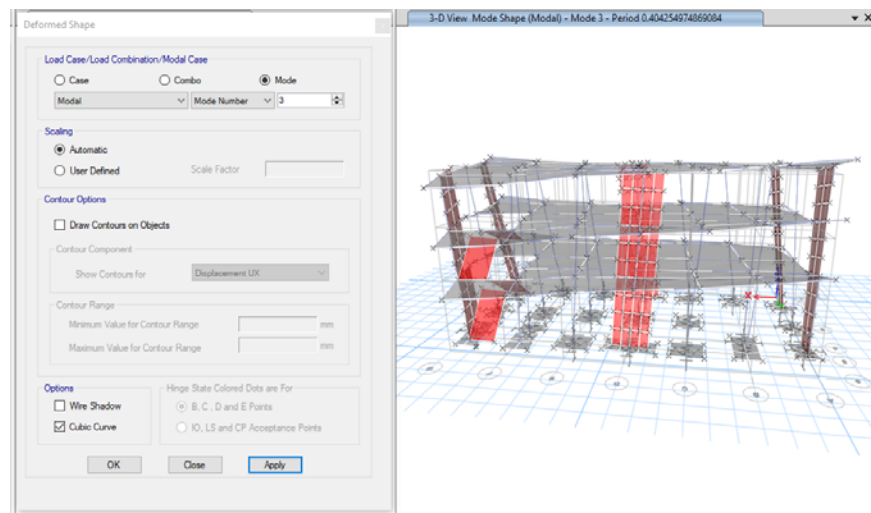 Deformed Shape
3-D View Mode Shape (Modal) - Mode 3 - Period 0.404254974869084
Load Case/Load Combination/Modal Case
Case
Combo
Mode
Modal
Mode Number
3
Scaling
Automatic
User Defined
Scale Factor
Contour Options
Draw Contours on Objects
Contour Component
Show Contours for
Displacement UX
Contour Range
Minimum Value for Contour Range
mm
Maximum Value for Contour Range
mm
Options
Wire Shadow
Cubic Curve
Hinge State Colored Dots are For
B, C, D and E Points
IO, LS and CP Acceptance Points
OK
Close
Apply
X